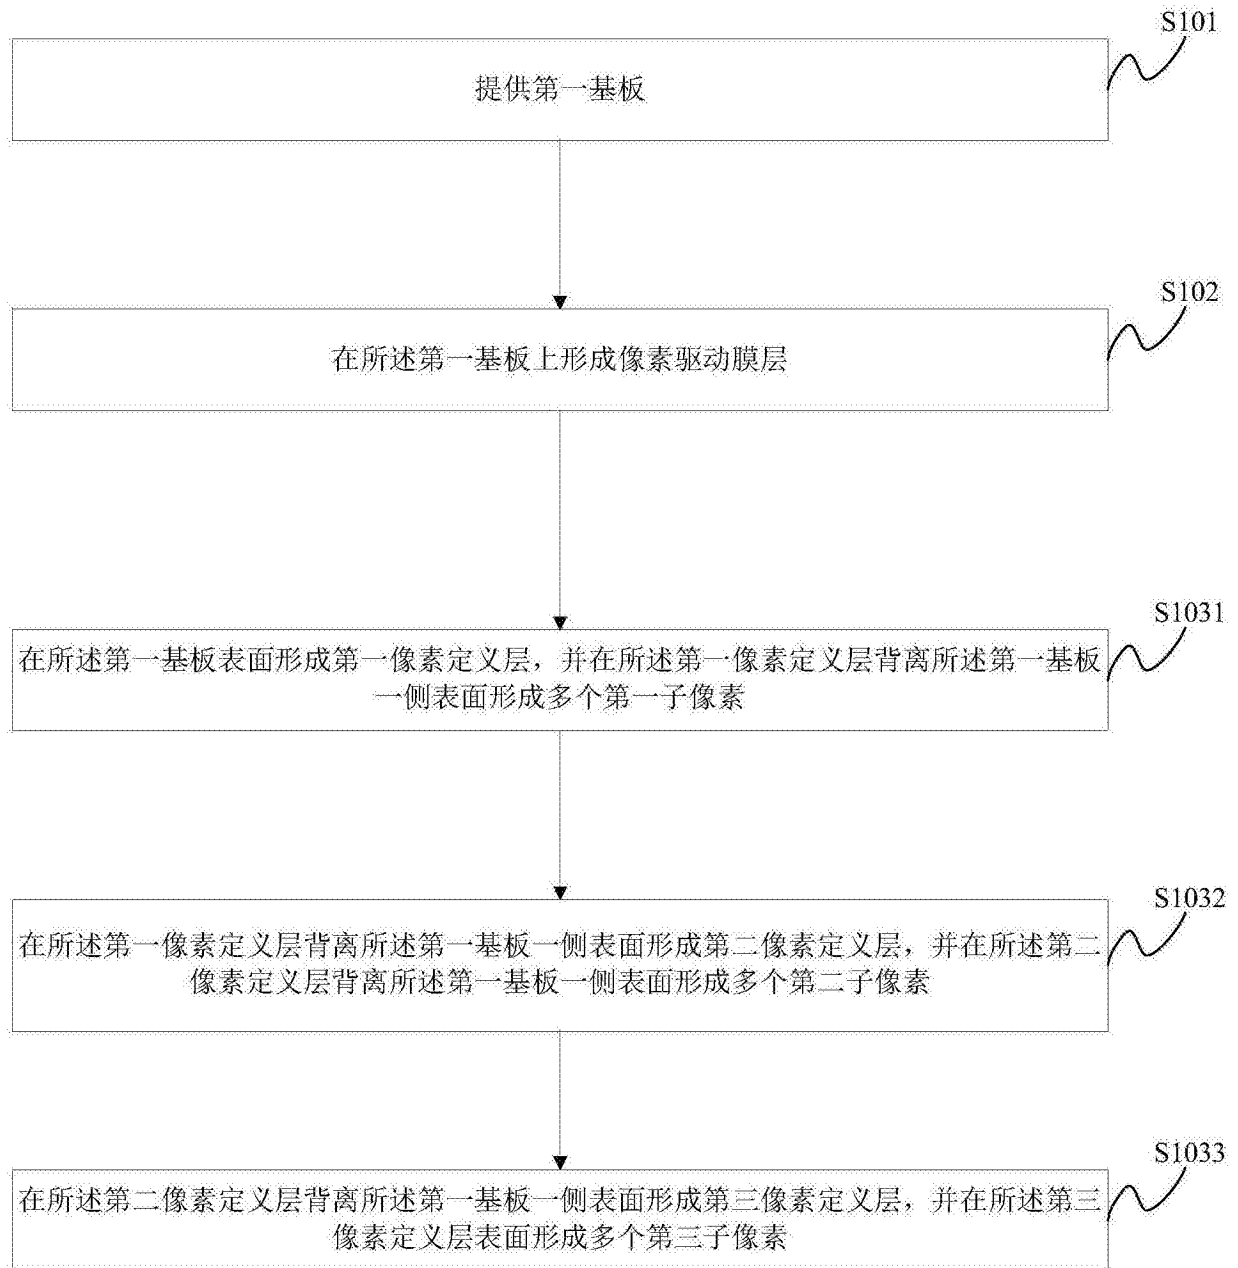 S101
提供第一基板
S102
在所述第一基板上形成像素驱动膜层
S1031
在所述第一基板表面形成第一像素定义层，并在所述第一像素定义层背离所述第一基板
一侧表面形成多个第一子像素
S1032
在所述第一像素定义层背离所述第一基板一侧表面形成第二像素定义层，并在所述第二
像素定义层背离所述第一基板一侧表面形成多个第二子像素
S1033
在所述第二像素定义层背离所述第一基板一侧表面形成第三像素定义层，并在所述第三
像素定义层表面形成多个第三子像素